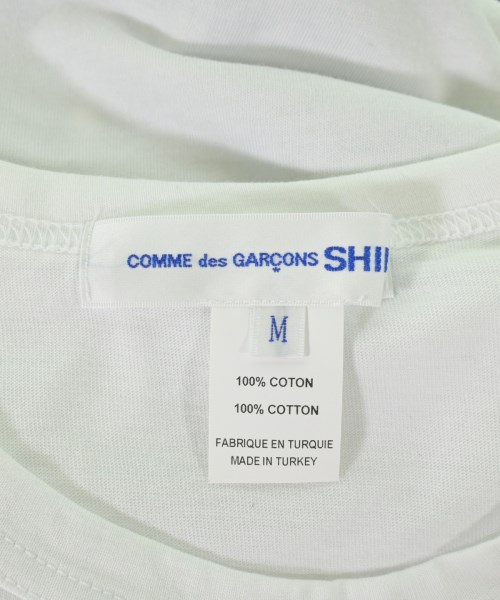 COMME des GARÇONS SHI
M
100% COTON
100% COTTON
FABRIQUE EN TURQUIE
MADE IN TURKEY